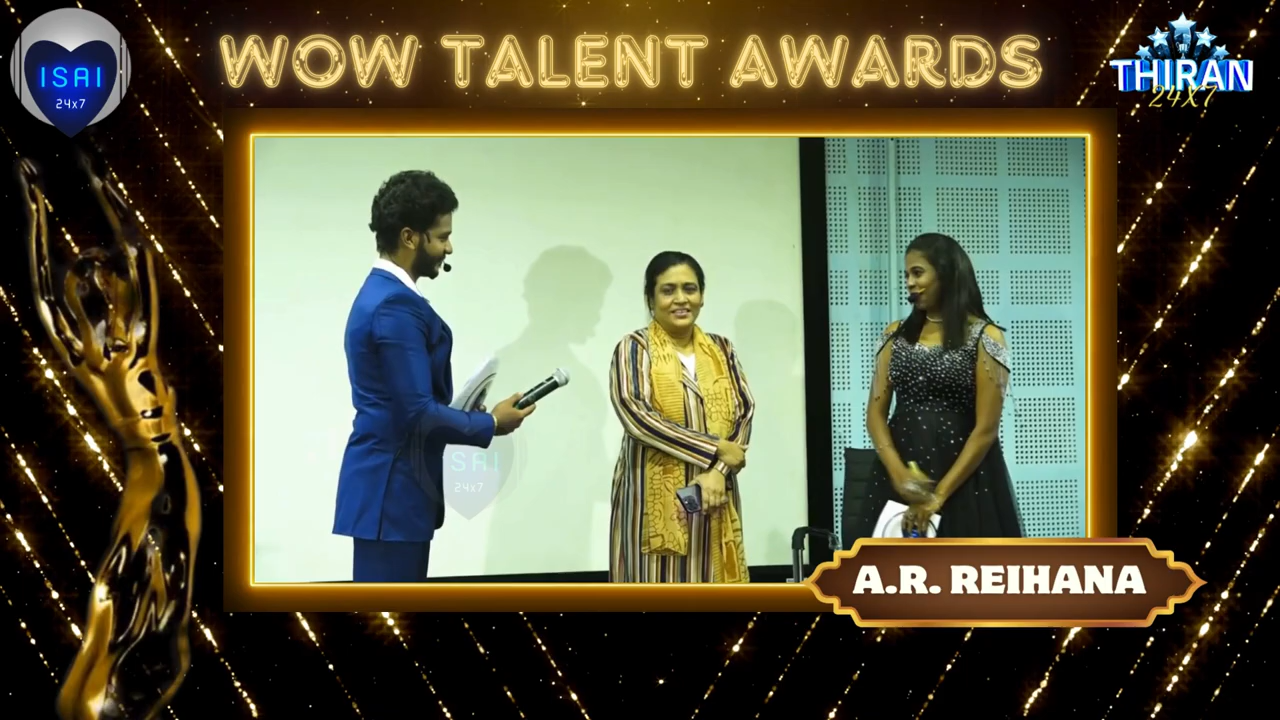 WOW TALENT AWARDS
ISAI
24x7
THIRAN
24X7
ISAI
24x7
A.R. REIHANA